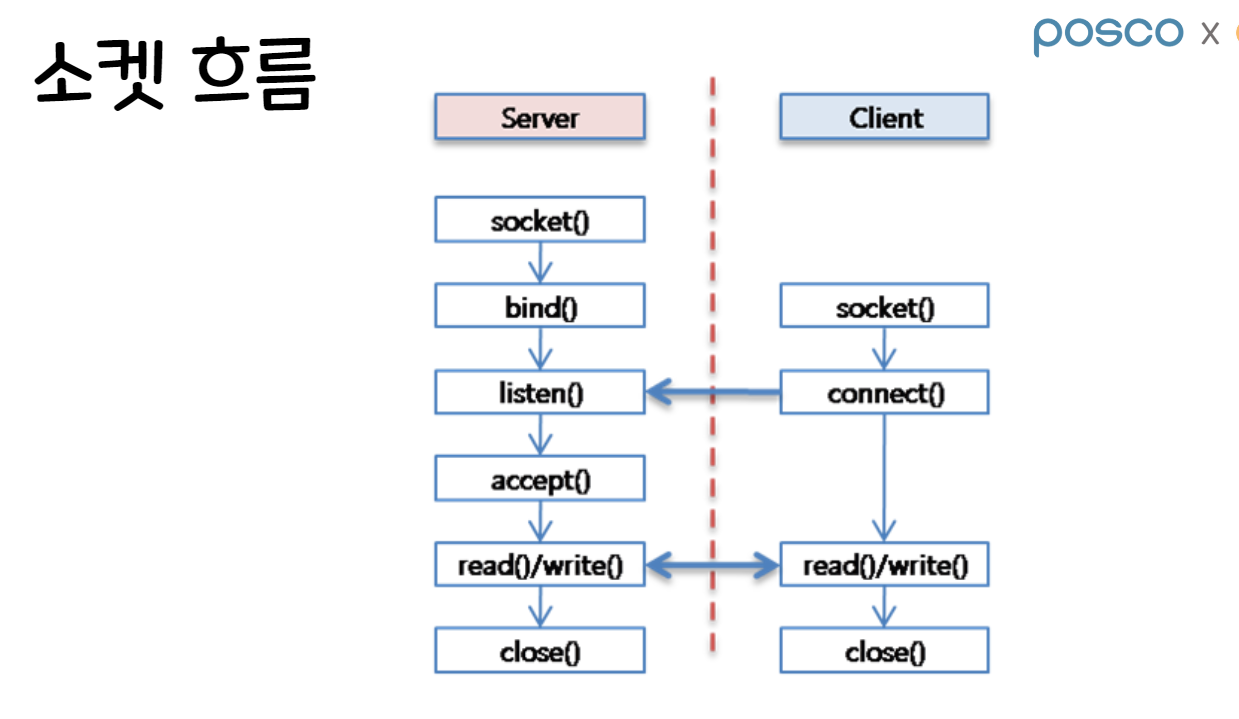 소켓 흐름
posco x
Server
Client
socket()
bind()
socket()
listen()
connect()
accept()
read()/write()
read()/write()
close()
close()